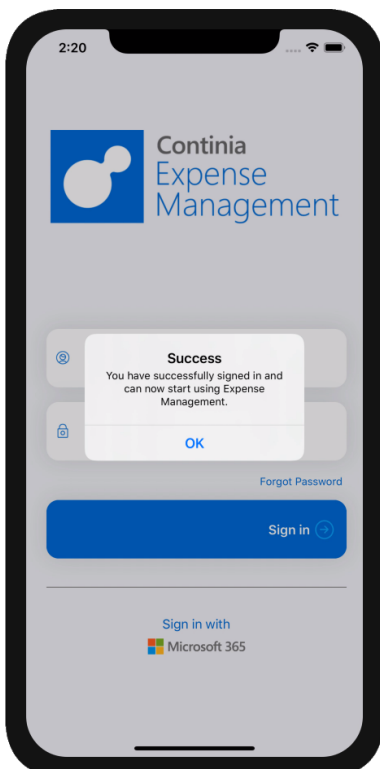 2:20
Continia
Expense
Management
Success
You have successfully signed in and
can now start using Expense
Management.
OK
Forgot Password
Sign in
Sign in with
Microsoft 365